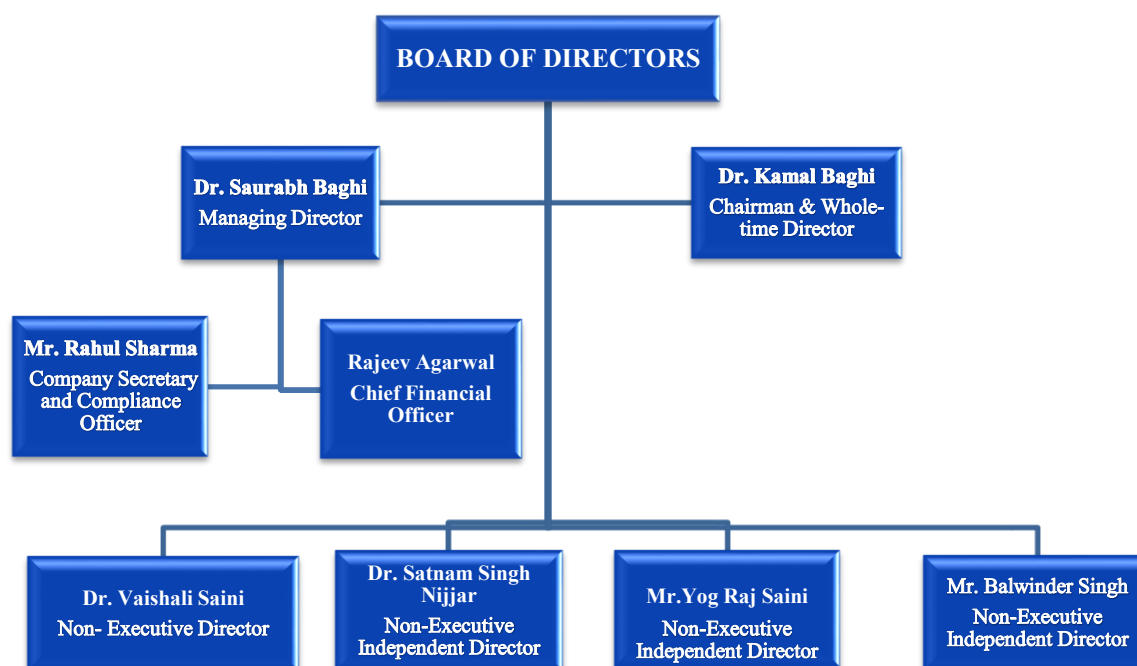 BOARD OF DIRECTORS
Dr. Saurabh Baghi
Managing Director
Dr. Kamal Baghi
Chairman & Whole-
time Director
Mr. Rahul Sharma
Company Secretary
and Compliance
Officer
Rajeev Agarwal
Chief Financial
Officer
Dr. Vaishali Saini
Non- Executive Director
Dr. Satnam Singh
Nijjar
Non-Executive
Independent Director
Mr.Yog Raj Saini
Non-Executive
Independent Director
Mr. Balwinder Singh
Non-Executive
Independent Director